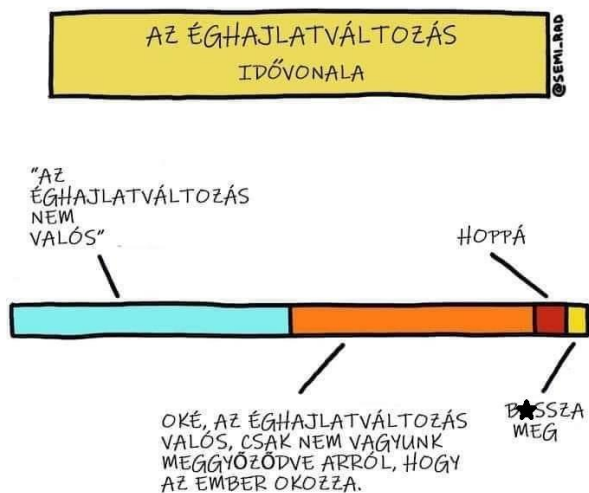 AZ ÉGHAJLATVÁLTOZÁS
IDŐVONALA
@SEMI_RAD
"AZ
ÉGHAJLATVÁLTOZÁS
NEM
VALÓS"
HOPPÁ
OKÉ, AZ ÉGHAJLATVÁLTOZÁS
VALÓS, CSAK NEM VAGYUNK
MEGGYŐZŐDVE ARRÓL, HOGY
AZ EMBER OKOZZA.
B★SSZA
MEG